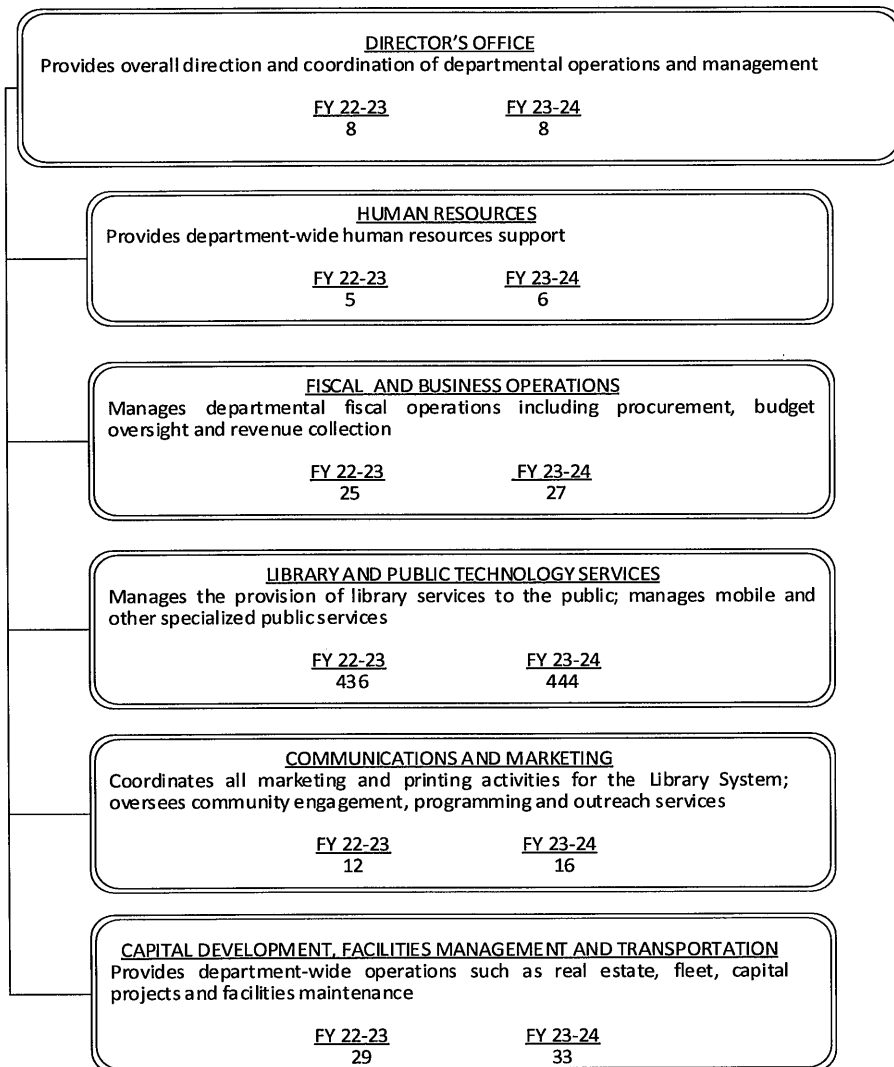 DIRECTOR'S OFFICE
Provides overall direction and coordination of departmental operations and management
FY 22-23 FY 23-24
8 8
HUMAN RESOURCES
Provides department-wide human resources support
FY 22-23 FY 23-24
5 6
FISCAL AND BUSINESS OPERATIONS
Manages departmental fiscal operations including procurement, budget
oversight and revenue collection
FY 22-23 FY 23-24
25 27
LIBRARY AND PUBLIC TECHNOLOGY SERVICES
Manages the provision of library services to the public; manages mobile and
other specialized public services
FY 22-23 FY 23-24
436 444
COMMUNICATIONS AND MARKETING
Coordinates all marketing and printing activities for the Library System;
oversees community engagement, programming and outreach services
FY 22-23 FY 23-24
12 16
CAPITAL DEVELOPMENT, FACILITIES MANAGEMENT AND TRANSPORTATION
Provides department-wide operations such as real estate, fleet, capital
projects and facilities maintenance
FY 22-23 FY 23-24
29 33